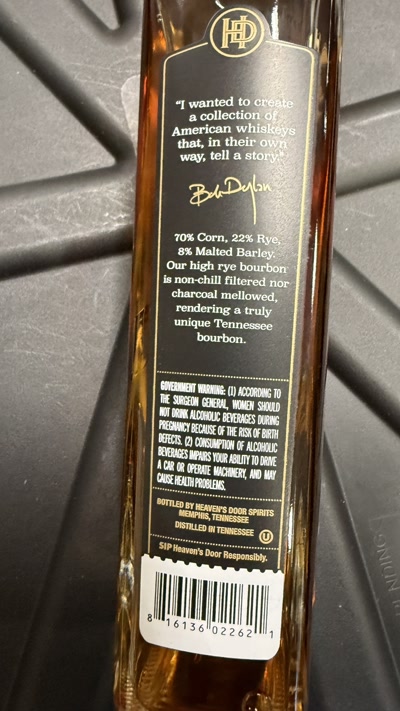 HD
"I wanted to create
a collection of
American whiskeys
that, in their own
way, tell a story."
Bob Dylan
70% Corn, 22% Rye,
8% Malted Barley.
Our high rye bourbon
is non-chill filtered nor
charcoal mellowed,
rendering a truly
unique Tennessee
bourbon.
GOVERNMENT WARNING: (1) ACCORDING TO
THE SURGEON GENERAL, WOMEN SHOULD
NOT DRINK ALCOHOLIC BEVERAGES DURING
PREGNANCY BECAUSE OF THE RISK OF BIRTH
DEFECTS. (2) CONSUMPTION OF ALCOHOLIC
BEVERAGES IMPAIRS YOUR ABILITY TO DRIVE
A CAR OR OPERATE MACHINERY, AND MAY
CAUSE HEALTH PROBLEMS.
BOTTLED BY HEAVEN'S DOOR SPIRITS
MEMPHIS, TENNESSEE
DISTILLED IN TENNESSEE U
SIP Heaven's Door Responsibly.
8 16136 02262 1